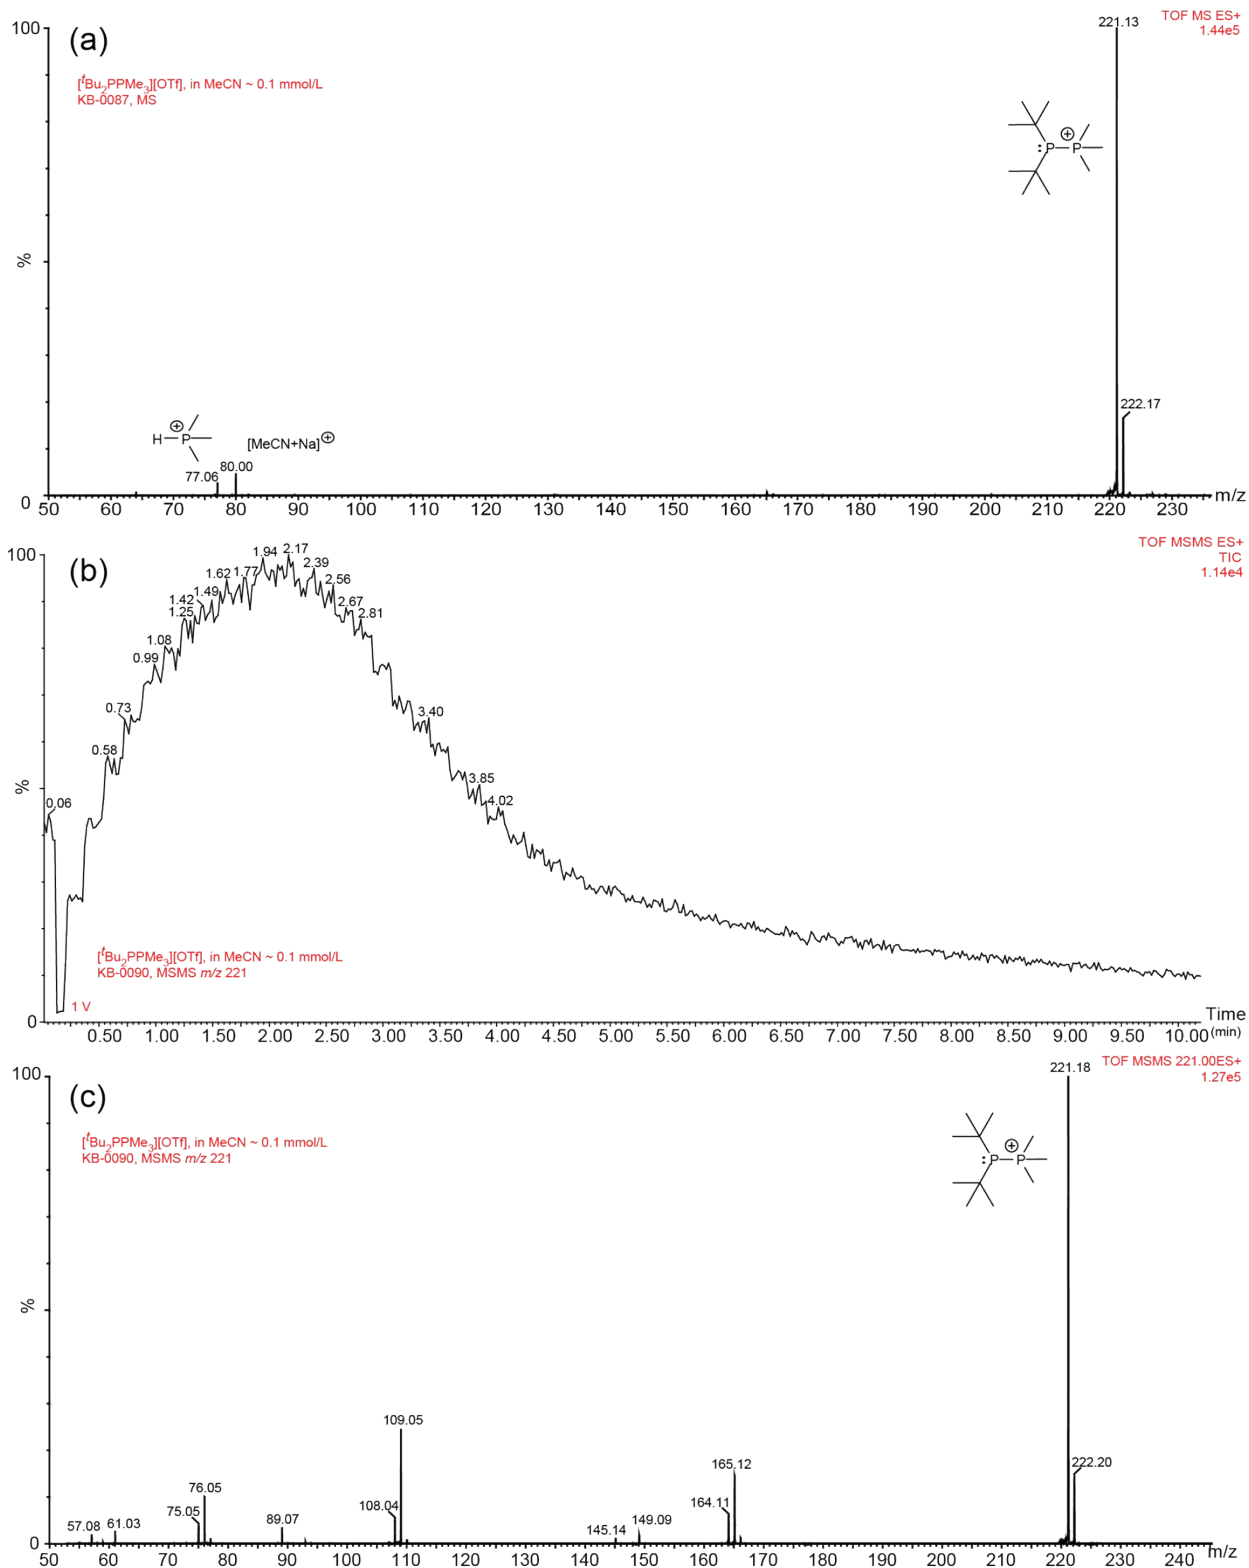 (a)
TOF MS ES+
1.44e5
[tBu2PPMe3][OTf], in MeCN ~ 0.1 mmol/L
KB-0087, MS
100
%
0
221.13
222.17
:P–P
⊕
H–P
⊕
[MeCN+Na]⊕
77.06
80.00
50 60 70 80 90 100 110 120 130 140 150 160 170 180 190 200 210 220 230 m/z
(b)
TOF MSMS ES+
TIC
1.14e4
100
%
0
0.06
0.58
0.73
0.99
1.08
1.25
1.42
1.49
1.62
1.77
1.94
2.17
2.39
2.56
2.67
2.81
3.40
3.85
4.02
[tBu2PPMe3][OTf], in MeCN ~ 0.1 mmol/L
KB-0090, MSMS m/z 221
1 V
0.50 1.00 1.50 2.00 2.50 3.00 3.50 4.00 4.50 5.00 5.50 6.00 6.50 7.00 7.50 8.00 8.50 9.00 9.50 10.00 Time
(min)
(c)
TOF MSMS 221.00ES+
1.27e5
[tBu2PPMe3][OTf], in MeCN ~ 0.1 mmol/L
KB-0090, MSMS m/z 221
100
%
0
221.18
222.20
:P–P
⊕
57.08
61.03
75.05
76.05
89.07
108.04
109.05
145.14
149.09
164.11
165.12
50 60 70 80 90 100 110 120 130 140 150 160 170 180 190 200 210 220 230 240 m/z